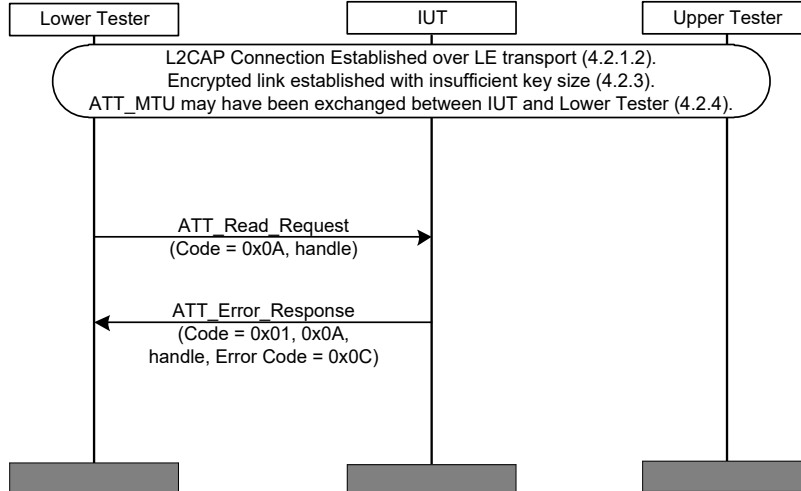 Lower Tester
IUT
Upper Tester
L2CAP Connection Established over LE transport (4.2.1.2).
Encrypted link established with insufficient key size (4.2.3).
ATT_MTU may have been exchanged between IUT and Lower Tester (4.2.4).
ATT_Read_Request
(Code = 0x0A, handle)
ATT_Error_Response
(Code = 0x01, 0x0A,
handle, Error Code = 0x0C)